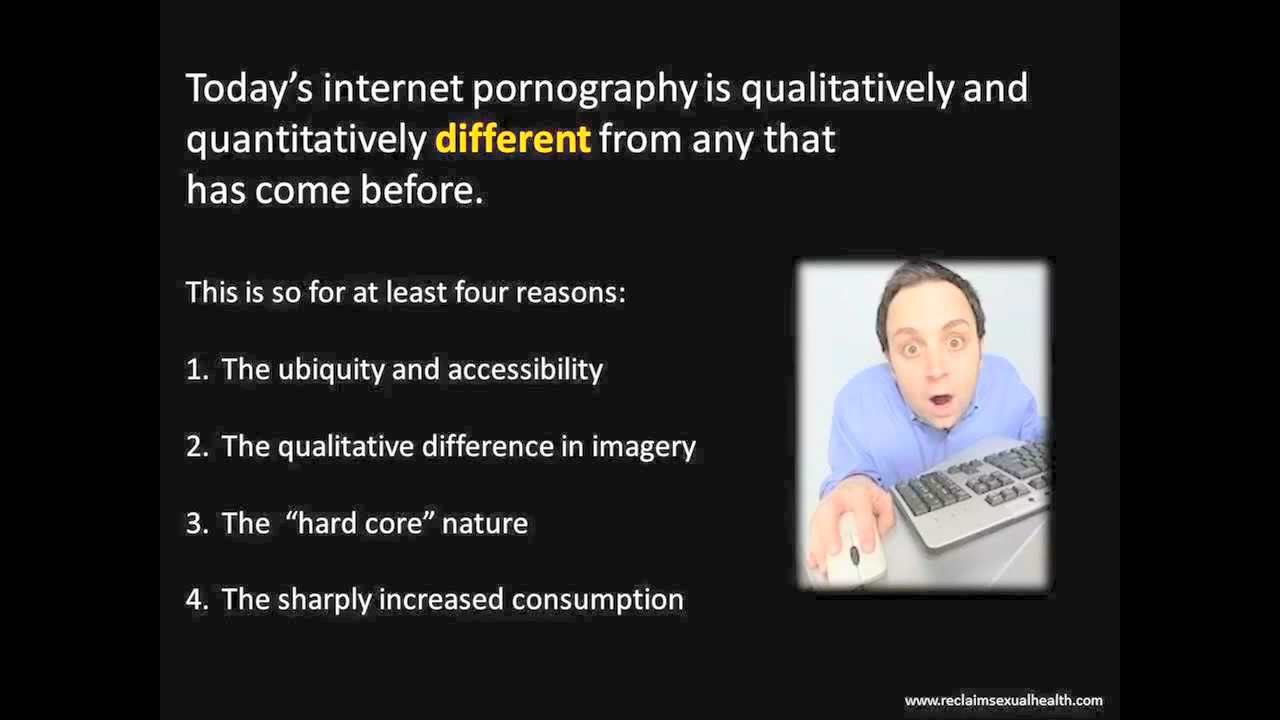 Today’s internet pornography is qualitatively and
quantitatively different from any that
has come before.
This is so for at least four reasons:
1. The ubiquity and accessibility
2. The qualitative difference in imagery
3. The “hard core” nature
4. The sharply increased consumption
www.reclaimsexualhealth.com